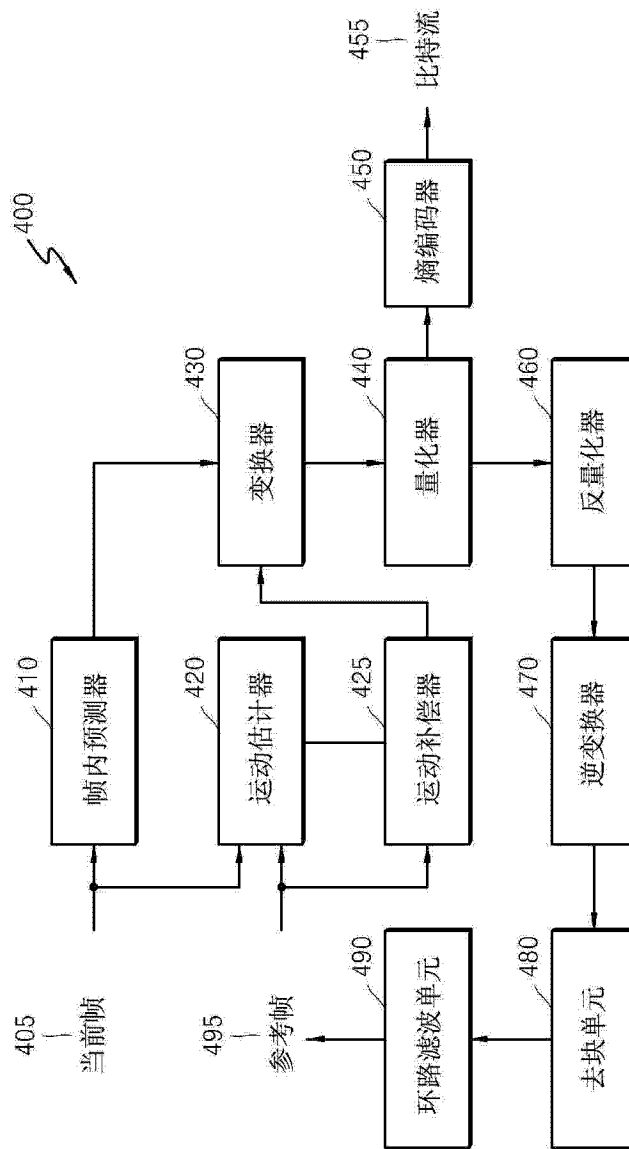 400
405
当前帧
410
帧内预测器
495
参考帧
420
运动估计器
425
运动补偿器
430
变换器
440
量化器
450
熵编码器
455
比特流
460
反量化器
470
逆变换器
480
去块单元
490
环路滤波单元